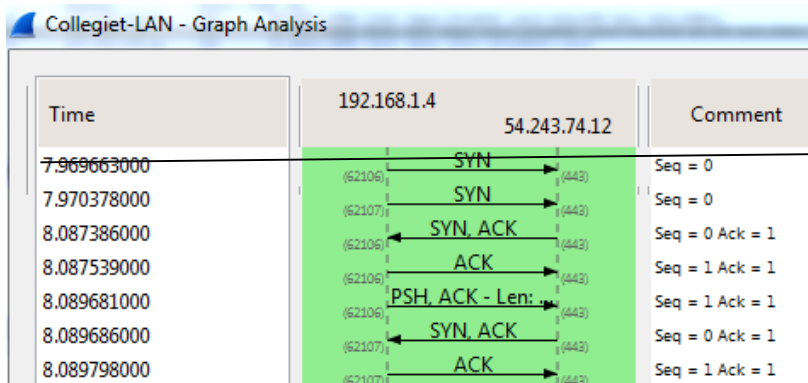 Collegiet-LAN - Graph Analysis
Time 192.168.1.4 54.243.74.12 Comment
7.969663000 SYN (62106) (443) Seq = 0
7.970378000 SYN (62107) (443) Seq = 0
8.087386000 SYN, ACK (62106) (443) Seq = 0 Ack = 1
8.087539000 ACK (62106) (443) Seq = 1 Ack = 1
8.089681000 PSH, ACK - Len: ... (62106) (443) Seq = 1 Ack = 1
8.089686000 SYN, ACK (62107) (443) Seq = 0 Ack = 1
8.089798000 ACK (62107) (443) Seq = 1 Ack = 1